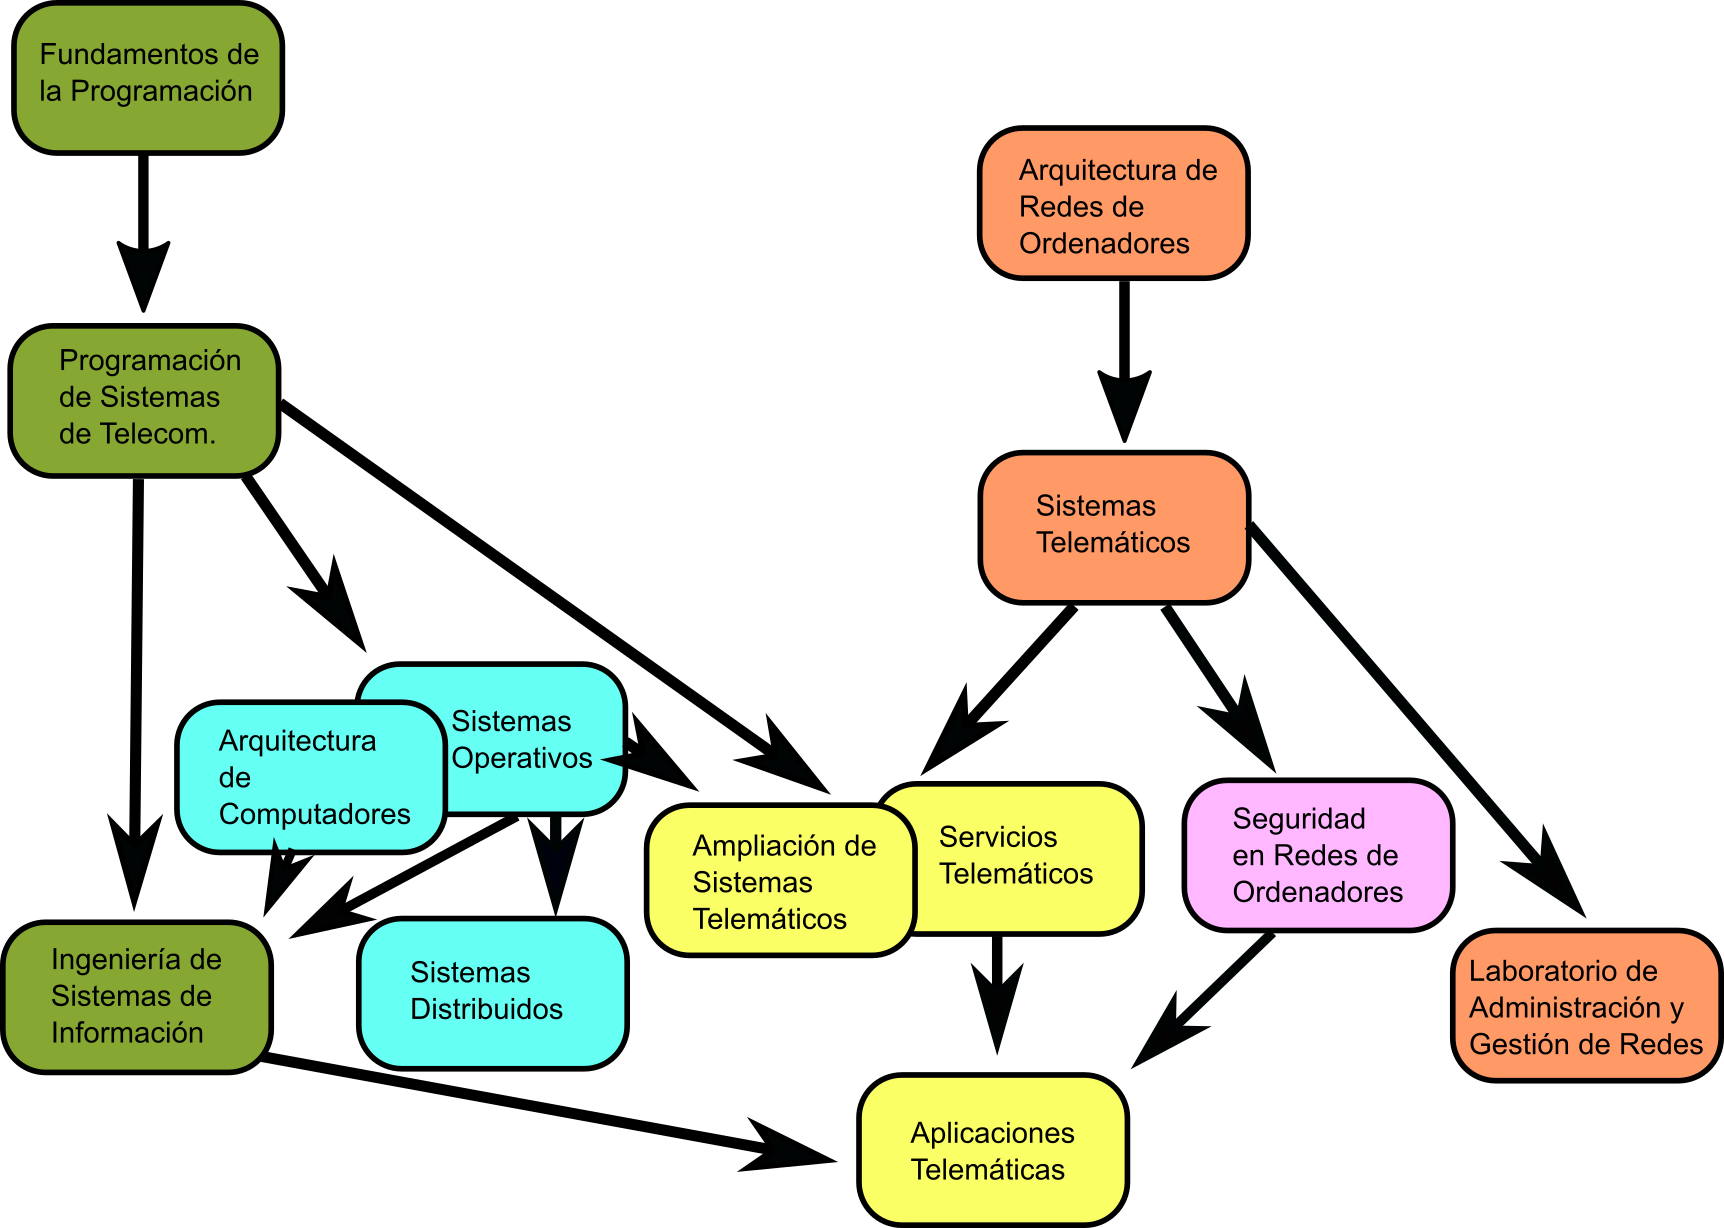 Fundamentos de
la Programación
Arquitectura de
Redes de
Ordenadores
Programación
de Sistemas
de Telecom.
Sistemas
Telemáticos
Sistemas
Operativos
Arquitectura
de
Computadores
Ampliación de
Sistemas
Telemáticos
Servicios
Telemáticos
Seguridad
en Redes de
Ordenadores
Ingeniería de
Sistemas de
Información
Sistemas
Distribuidos
Laboratorio de
Administración y
Gestión de Redes
Aplicaciones
Telemáticas